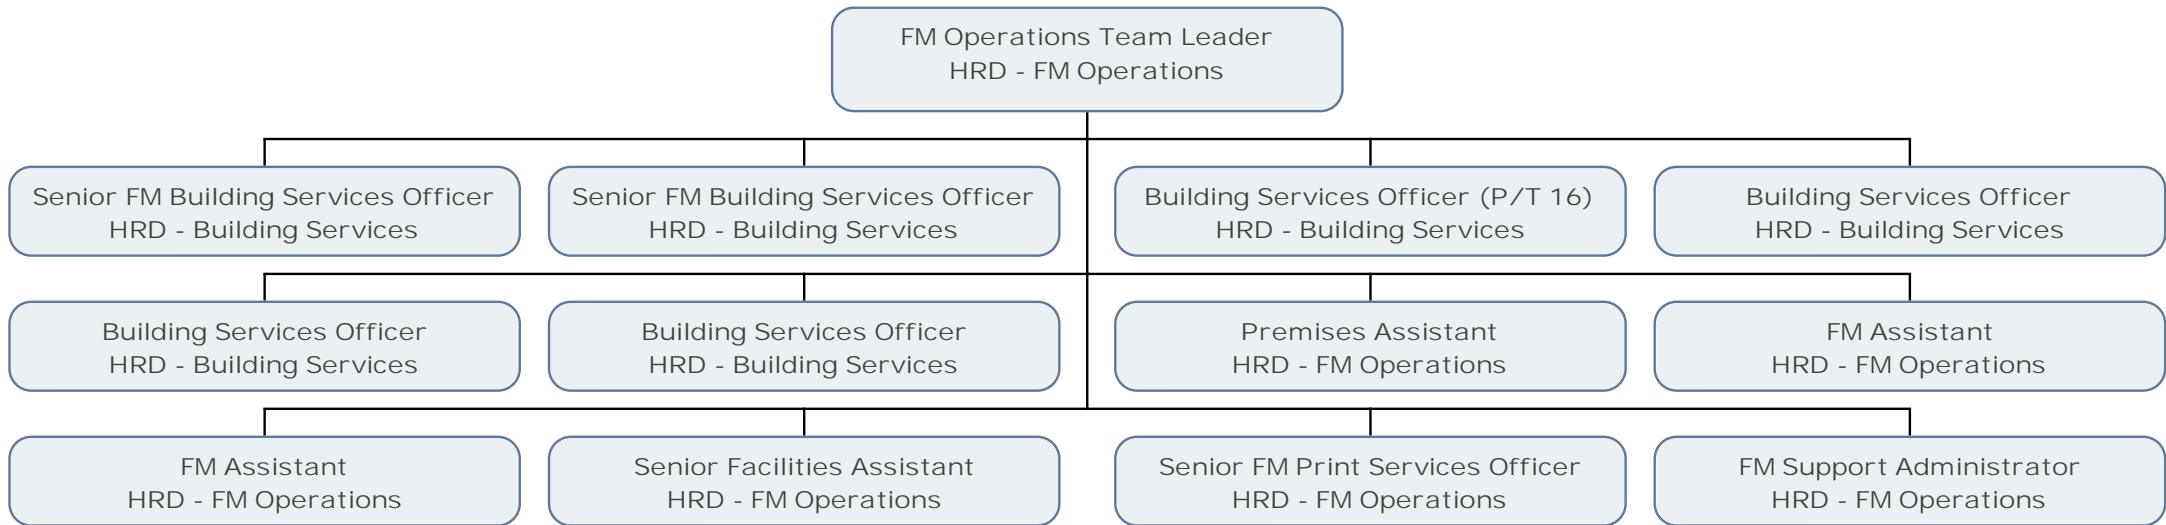 FM Operations Team Leader
HRD - FM Operations
Senior FM Building Services Officer
HRD - Building Services
Senior FM Building Services Officer
HRD - Building Services
Building Services Officer (P/T 16)
HRD - Building Services
Building Services Officer
HRD - Building Services
Building Services Officer
HRD - Building Services
Building Services Officer
HRD - Building Services
Premises Assistant
HRD - FM Operations
FM Assistant
HRD - FM Operations
FM Assistant
HRD - FM Operations
Senior Facilities Assistant
HRD - FM Operations
Senior FM Print Services Officer
HRD - FM Operations
FM Support Administrator
HRD - FM Operations